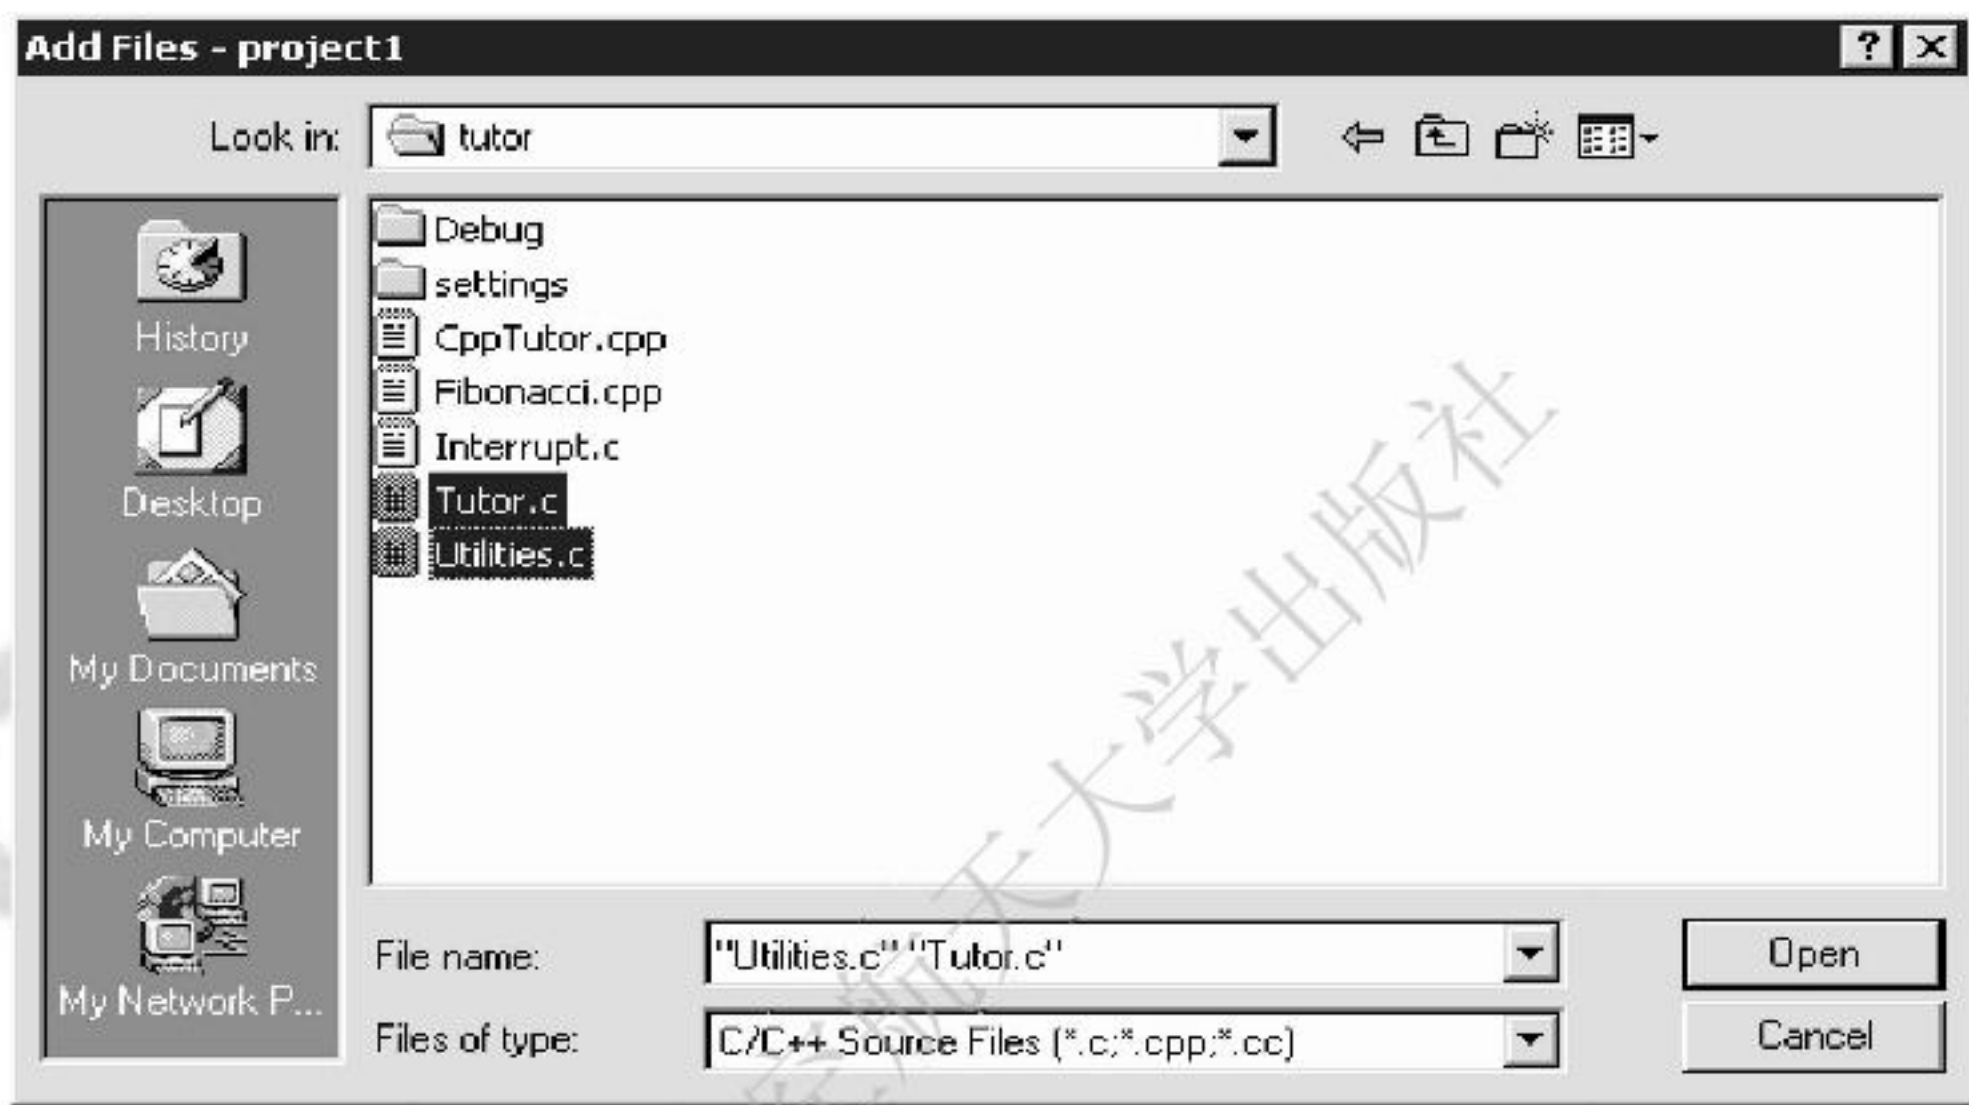 Add Files - project1
Look in: tutor
History
Desktop
My Documents
My Computer
My Network P...
Debug
settings
CppTutor.cpp
Fibonacci.cpp
Interrupt.c
Tutor.c
Utilities.c
File name: "Utilities.c" "Tutor.c"
Open
Files of type: C/C++ Source Files (*.c;*.cpp;*.cc)
Cancel
航天大学出版社